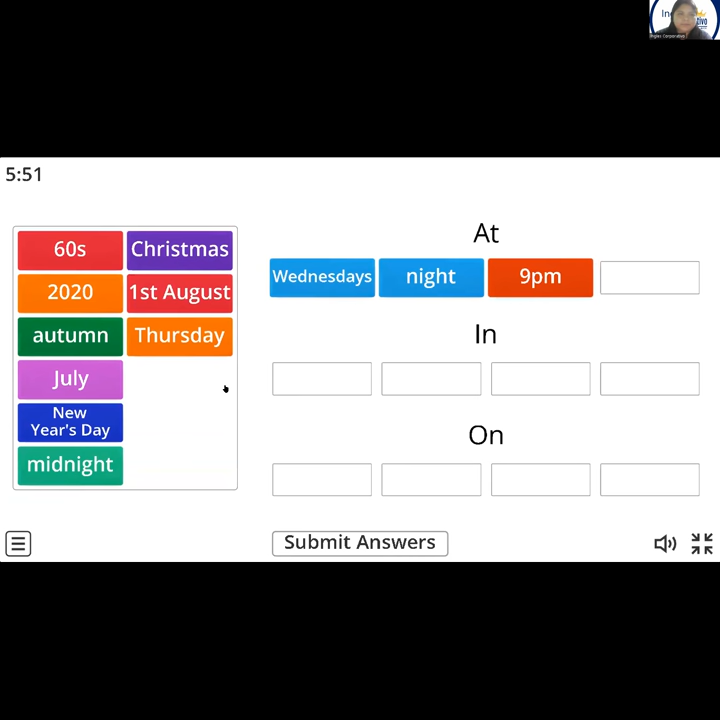 5:51
60s
Christmas
2020
1st August
autumn
Thursday
July
New
Year's Day
midnight
At
Wednesdays
night
9pm
In
On
Submit Answers